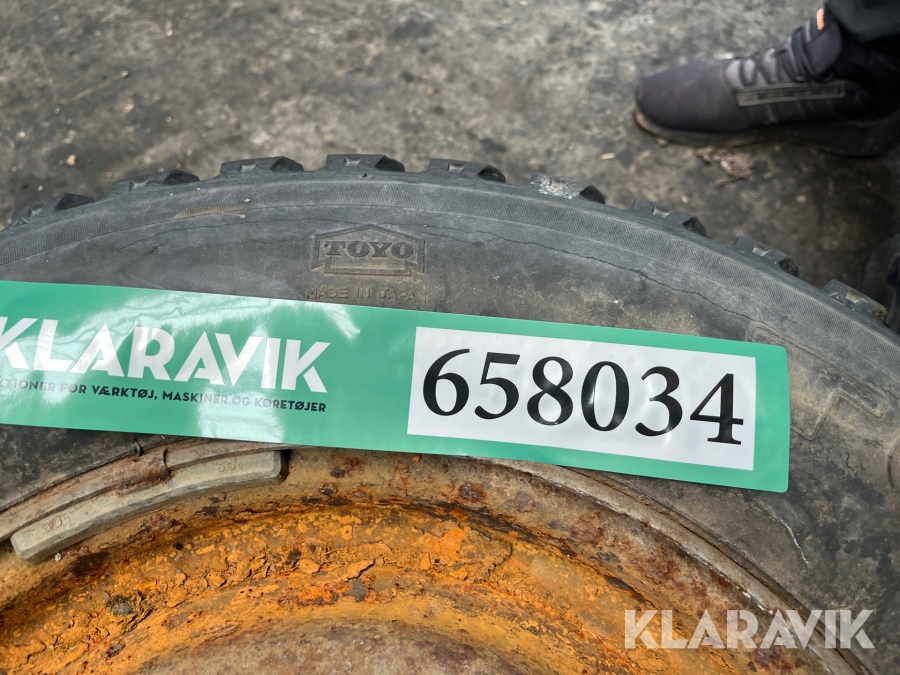 TOYO
MADE IN JAPAN
KLARAVIK
658034
KTIONER FOR VÆRKTØJ, MASKINER OG KØRETØJER
KLARAVIK